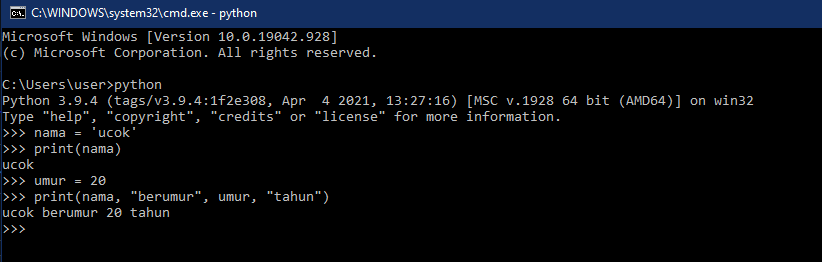 C:\WINDOWS\system32\cmd.exe - python
Microsoft Windows [Version 10.0.19042.928]
(c) Microsoft Corporation. All rights reserved.
C:\Users\user>python
Python 3.9.4 (tags/v3.9.4:1f2e308, Apr  4 2021, 13:27:16) [MSC v.1928 64 bit (AMD64)] on win32
Type "help", "copyright", "credits" or "license" for more information.
>>> nama = 'ucok'
>>> print(nama)
ucok
>>> umur = 20
>>> print(nama, "berumur", umur, "tahun")
ucok berumur 20 tahun
>>>